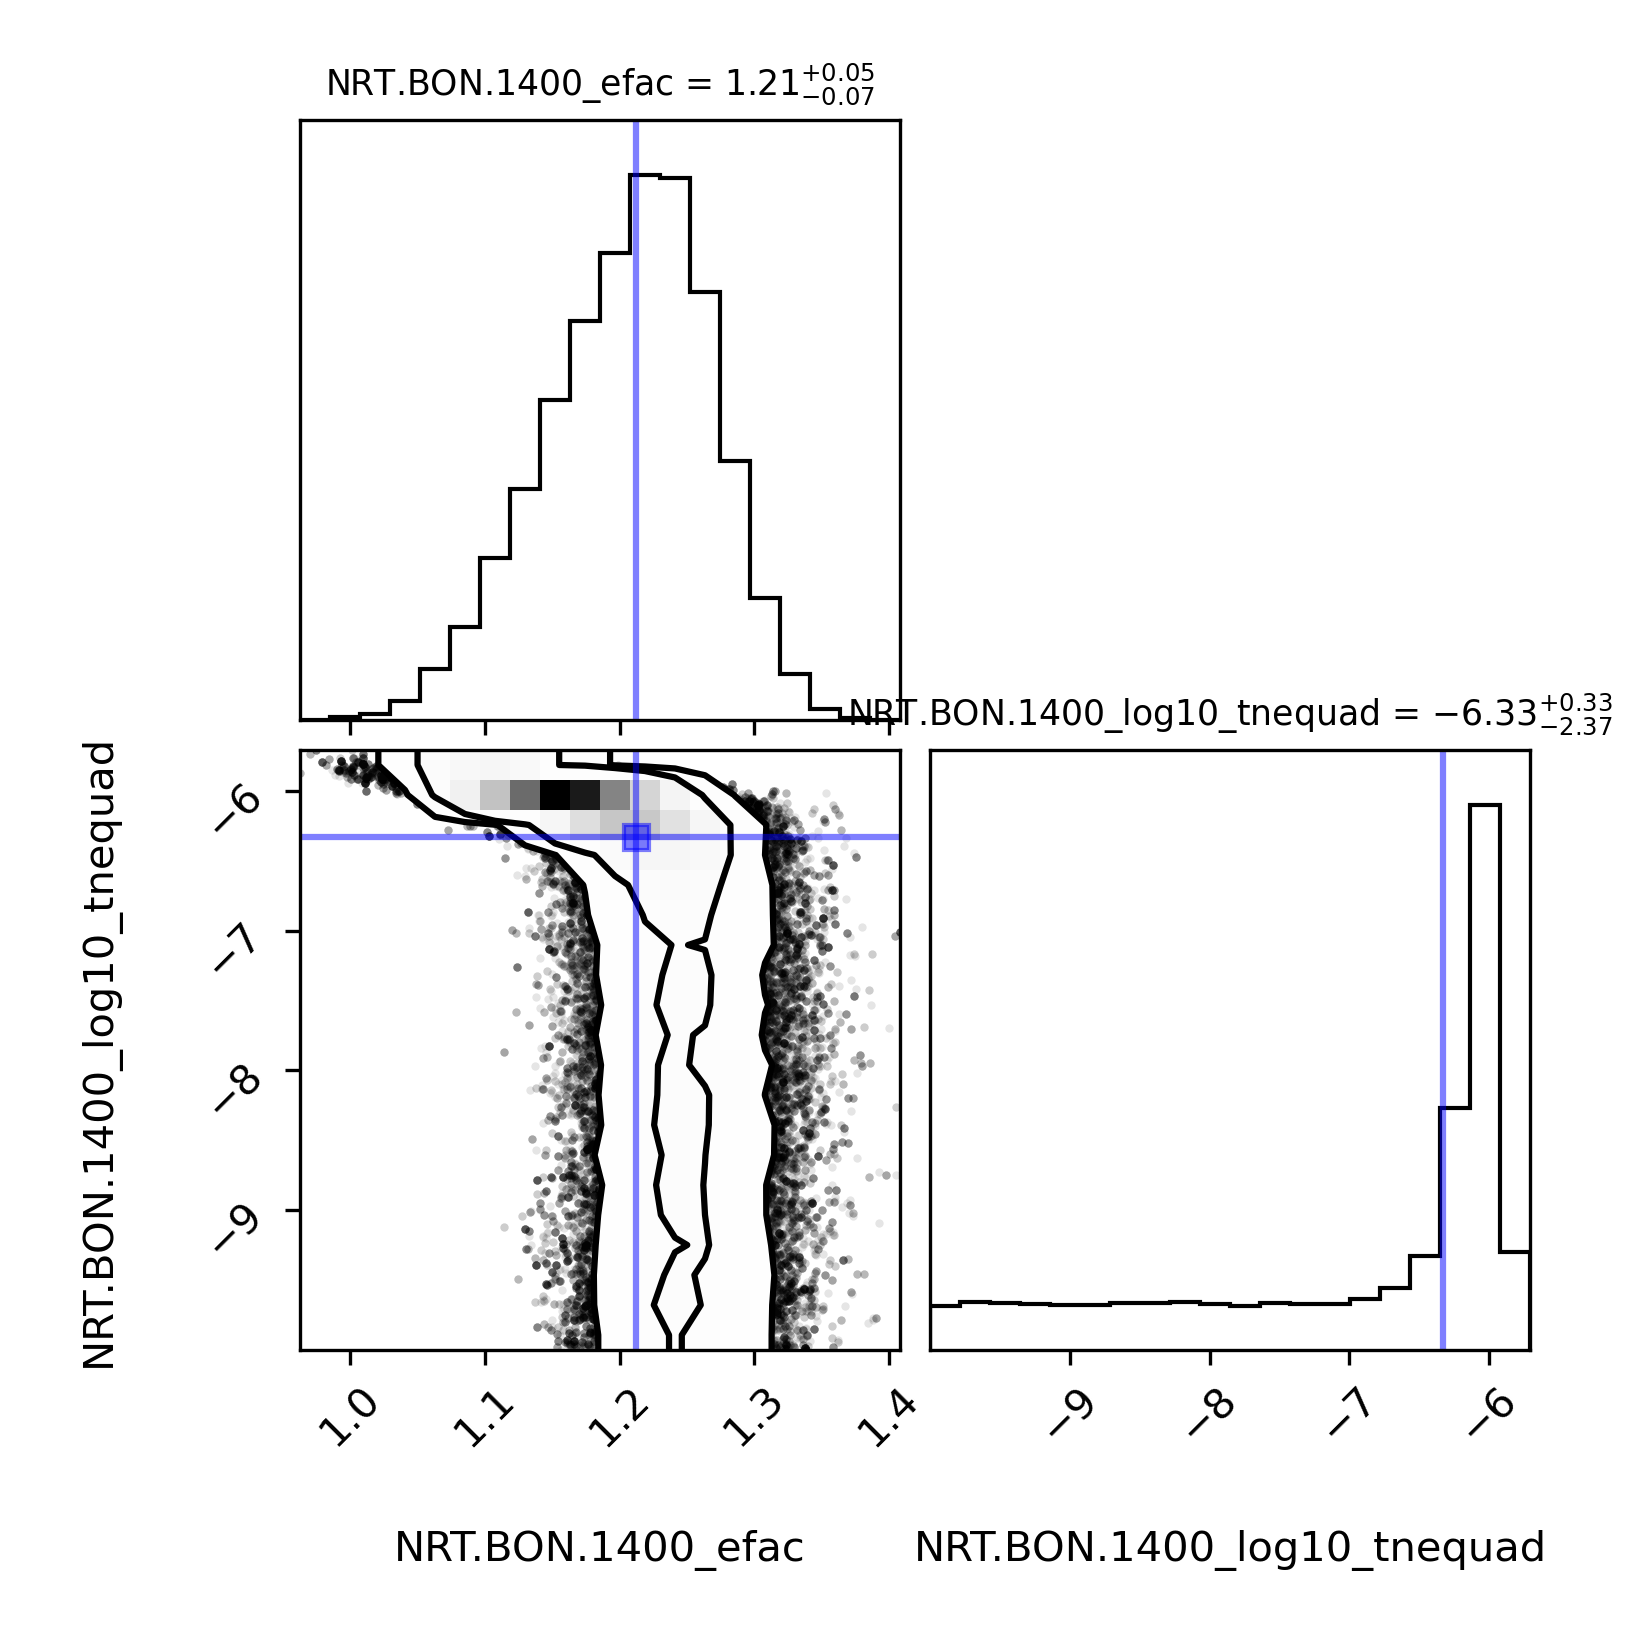 NRT.BON.1400_efac = 1.21+0.05 −0.07
NRT.BON.1400_log10_tnequad = −6.33+0.33 −2.37
NRT.BON.1400_log10_tnequad
−6
−7
−8
−9
1.0 1.1 1.2 1.3 1.4
−9 −8 −7 −6
NRT.BON.1400_efac
NRT.BON.1400_log10_tnequad